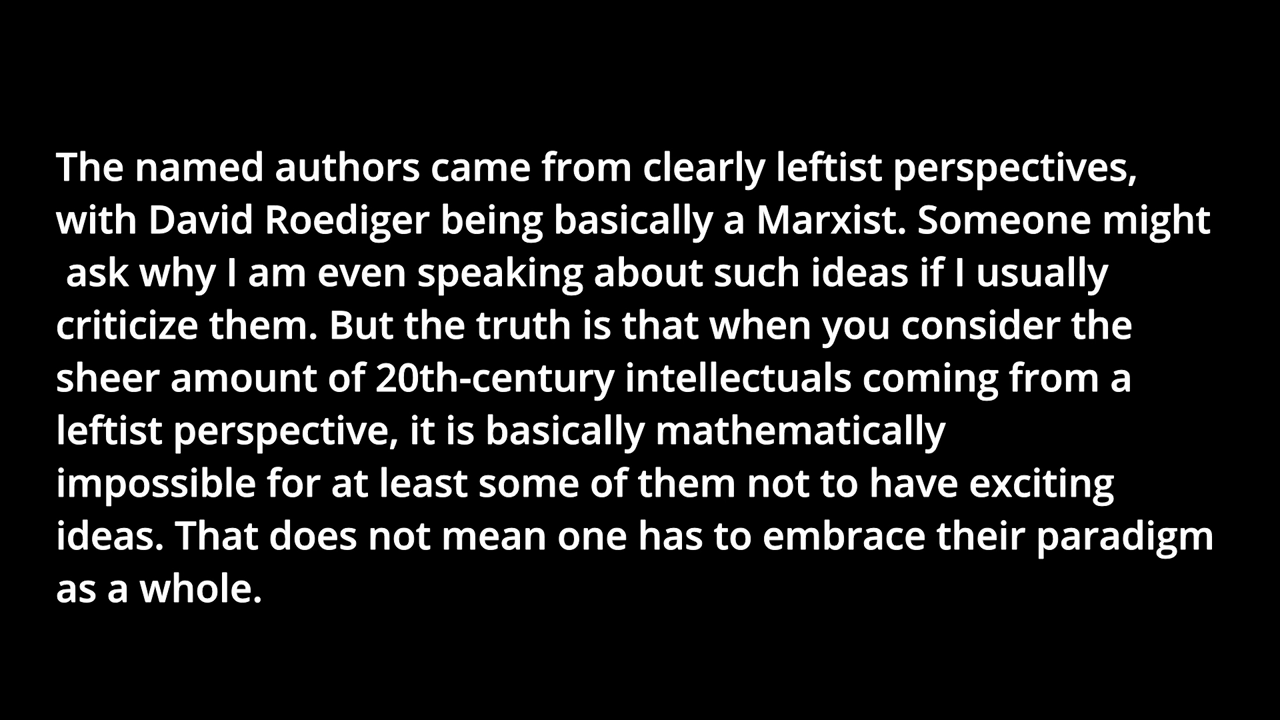 The named authors came from clearly leftist perspectives,
with David Roediger being basically a Marxist. Someone might
ask why I am even speaking about such ideas if I usually
criticize them. But the truth is that when you consider the
sheer amount of 20th-century intellectuals coming from a
leftist perspective, it is basically mathematically
impossible for at least some of them not to have exciting
ideas. That does not mean one has to embrace their paradigm
as a whole.